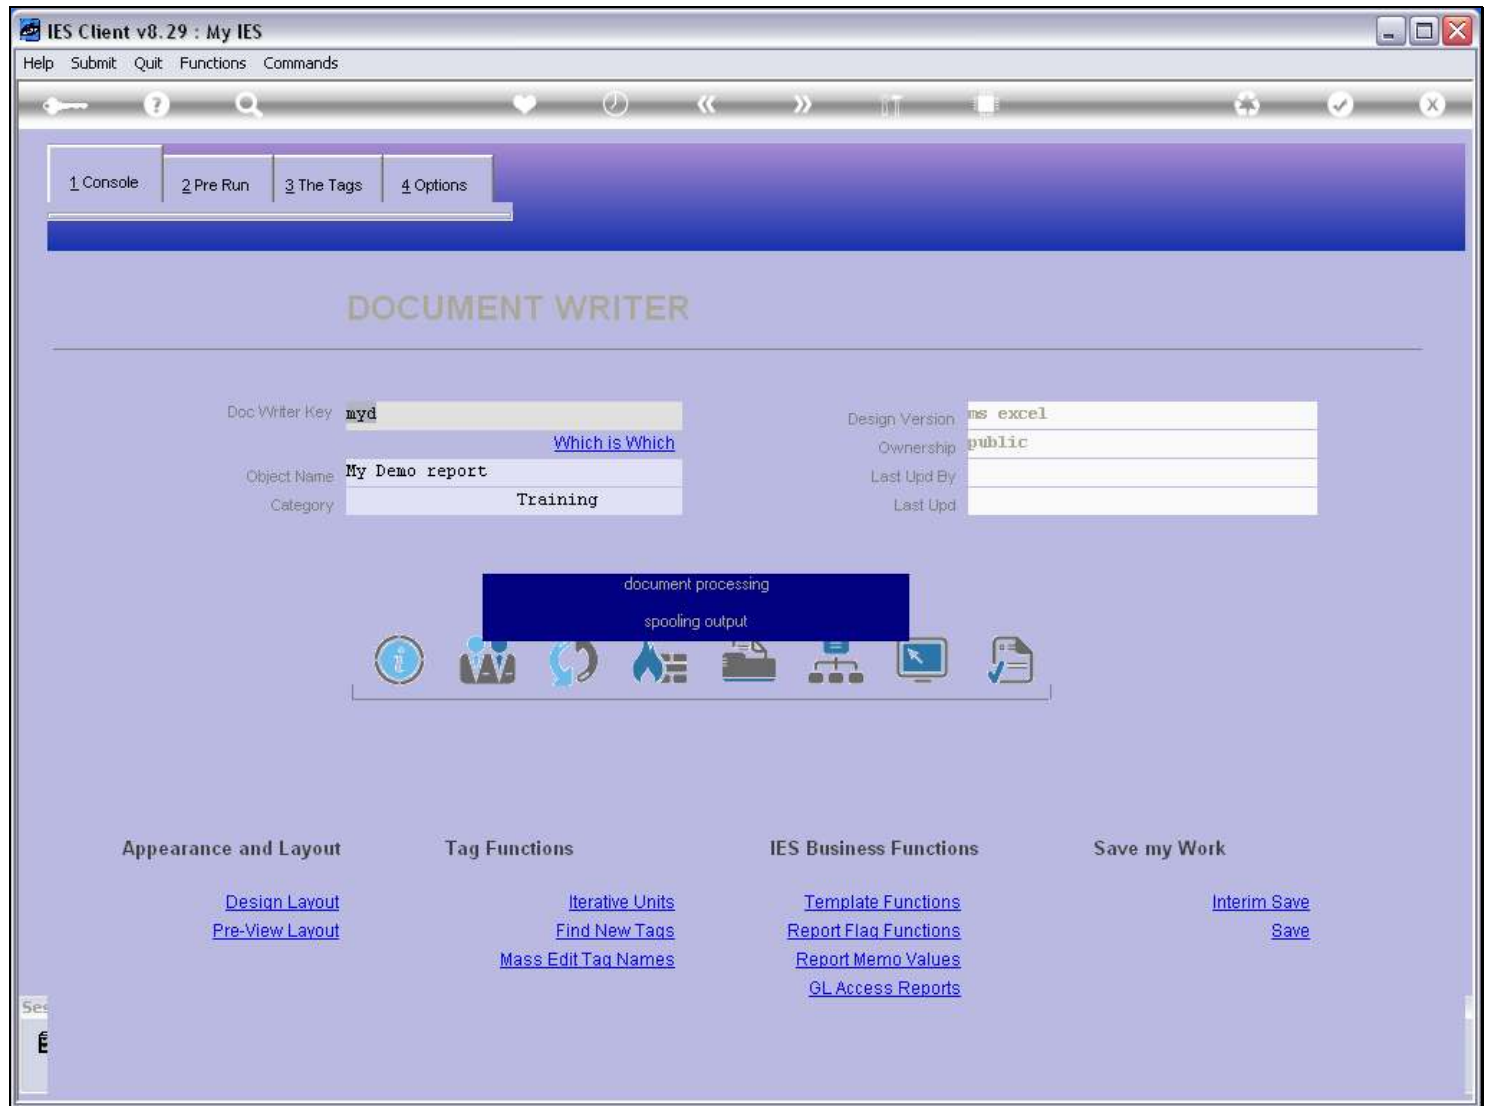 IES Client v8.29 : My IES
Help Submit Quit Functions Commands
1 Console 2 Pre Run 3 The Tags 4 Options
DOCUMENT WRITER
Doc Writer Key myd
Which is Which
Object Name My Demo report
Category Training
Design Version ms excel
Ownership public
Last Upd By
Last Upd
document processing
spooling output
Appearance and Layout
Design Layout
Pre-View Layout
Tag Functions
Iterative Units
Find New Tags
Mass Edit Tag Names
IES Business Functions
Template Functions
Report Flag Functions
Report Memo Values
GL Access Reports
Save my Work
Interim Save
Save